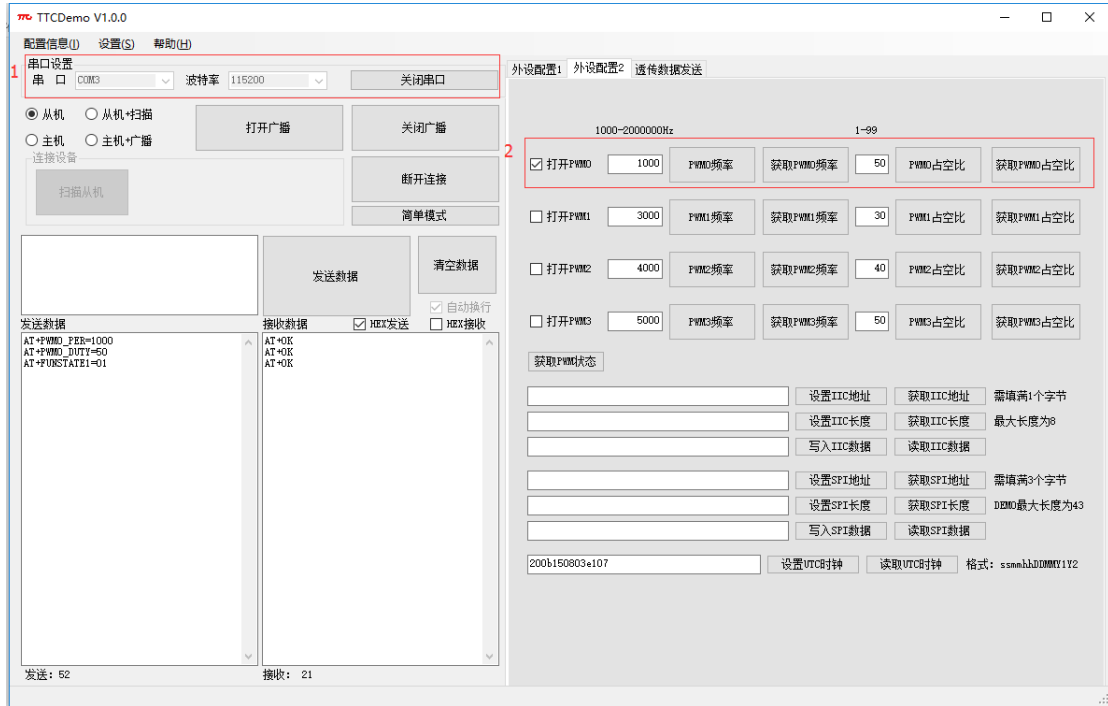 TTC TTCDemo V1.0.0
配置信息(I) 设置(S) 帮助(H)
串口设置
1
串 口 COM3 波特率 115200 关闭串口
从机 从机+扫描
主机 主机+广播
打开广播 关闭广播
连接设备
扫描从机
断开连接
简单模式
发送数据
清空数据
自动换行
发送数据
接收数据 HEX发送 HEX接收
AT+PWM0_PER=1000
AT+PWM0_DUTY=50
AT+FUNSTATE1=01
AT+OK
AT+OK
AT+OK
发送: 52
接收: 21
外设配置1 外设配置2 透传数据发送
1000-2000000Hz 1-99
2
打开PWM0 1000 PWM0频率 获取PWM0频率 50 PWM0占空比 获取PWM0占空比
打开PWM1 3000 PWM1频率 获取PWM1频率 30 PWM1占空比 获取PWM1占空比
打开PWM2 4000 PWM2频率 获取PWM2频率 40 PWM2占空比 获取PWM2占空比
打开PWM3 5000 PWM3频率 获取PWM3频率 50 PWM3占空比 获取PWM3占空比
获取PWM状态
设置IIC地址 获取IIC地址 需填满1个字节
设置IIC长度 获取IIC长度 最大长度为8
写入IIC数据 读取IIC数据
设置SPI地址 获取SPI地址 需填满3个字节
设置SPI长度 获取SPI长度 DEMO最大长度为43
写入SPI数据 读取SPI数据
200b150803e107 设置UTC时钟 读取UTC时钟 格式: ssmmhhDDMMY1Y2